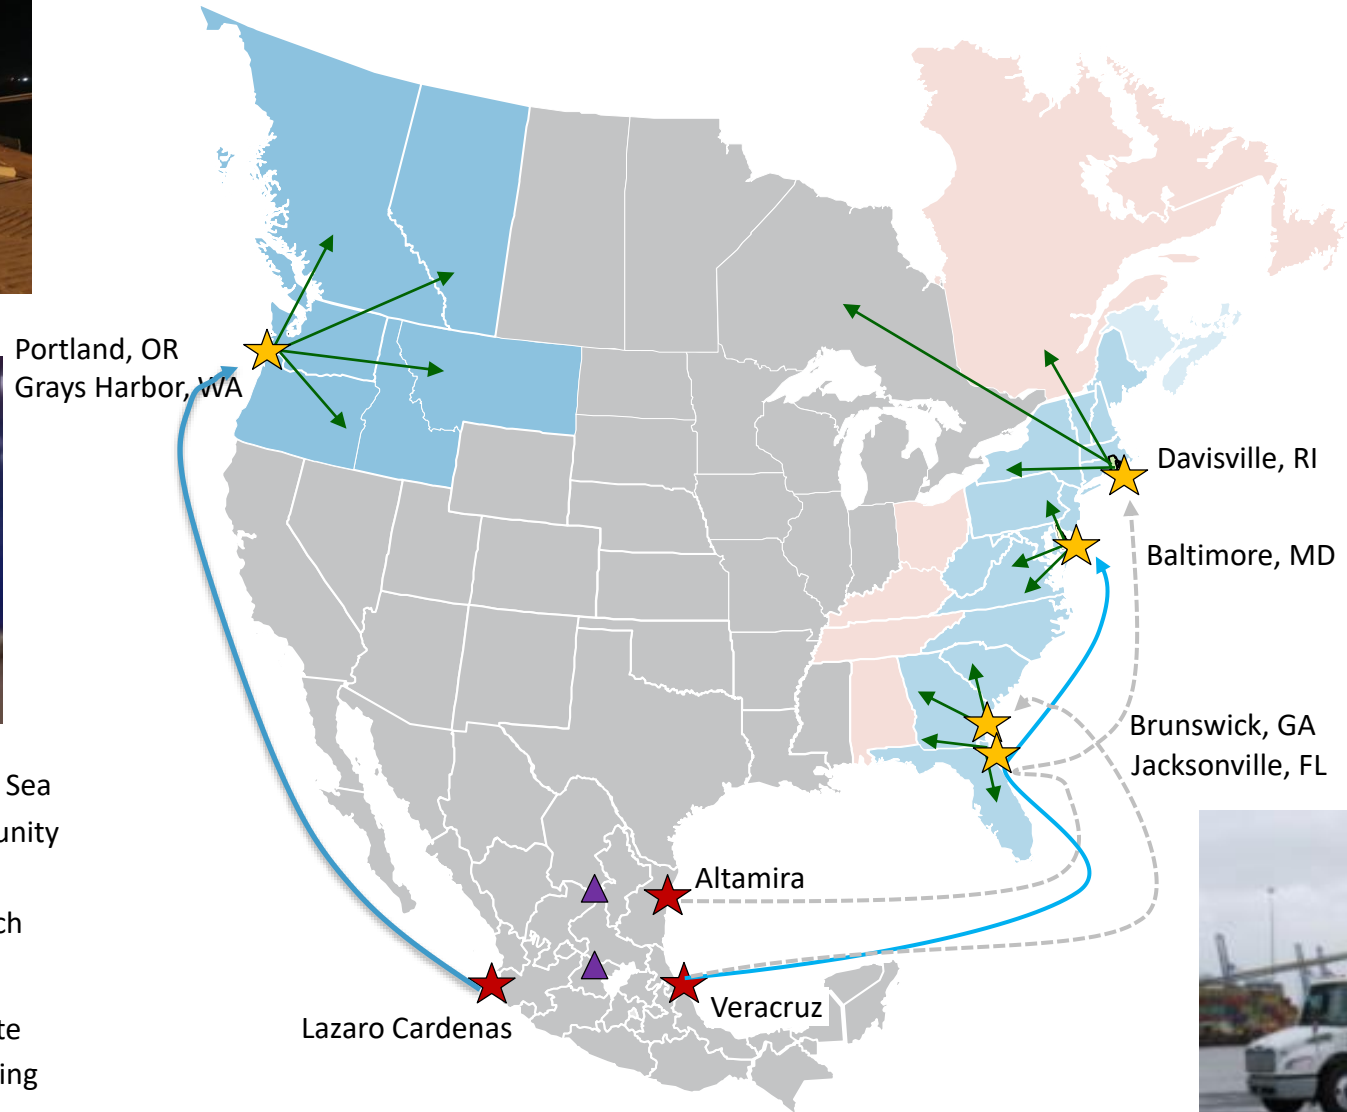 Portland, OR
Grays Harbor, WA
Davisville, RI
Baltimore, MD
Brunswick, GA
Jacksonville, FL
Sea
unity
Altamira
ch
Veracruz
Lazaro Cardenas
te
ing